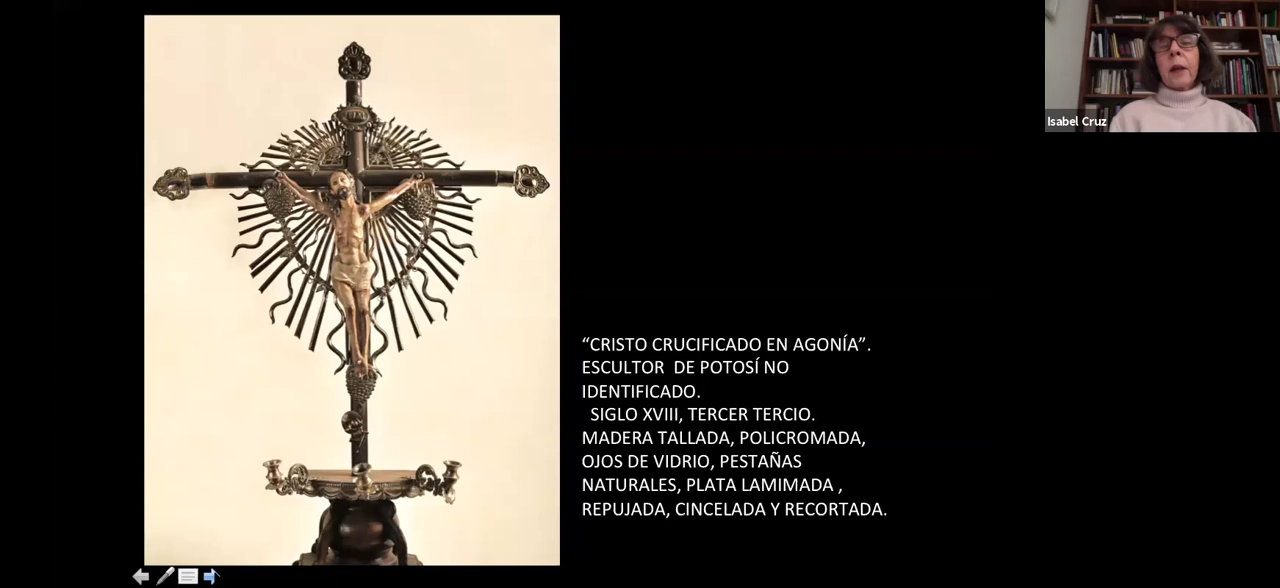 Isabel Cruz
“CRISTO CRUCIFICADO EN AGONÍA”.
ESCULTOR DE POTOSÍ NO
IDENTIFICADO.
SIGLO XVIII, TERCER TERCIO.
MADERA TALLADA, POLICROMADA,
OJOS DE VIDRIO, PESTAÑAS
NATURALES, PLATA LAMIMADA ,
REPUJADA, CINCELADA Y RECORTADA.